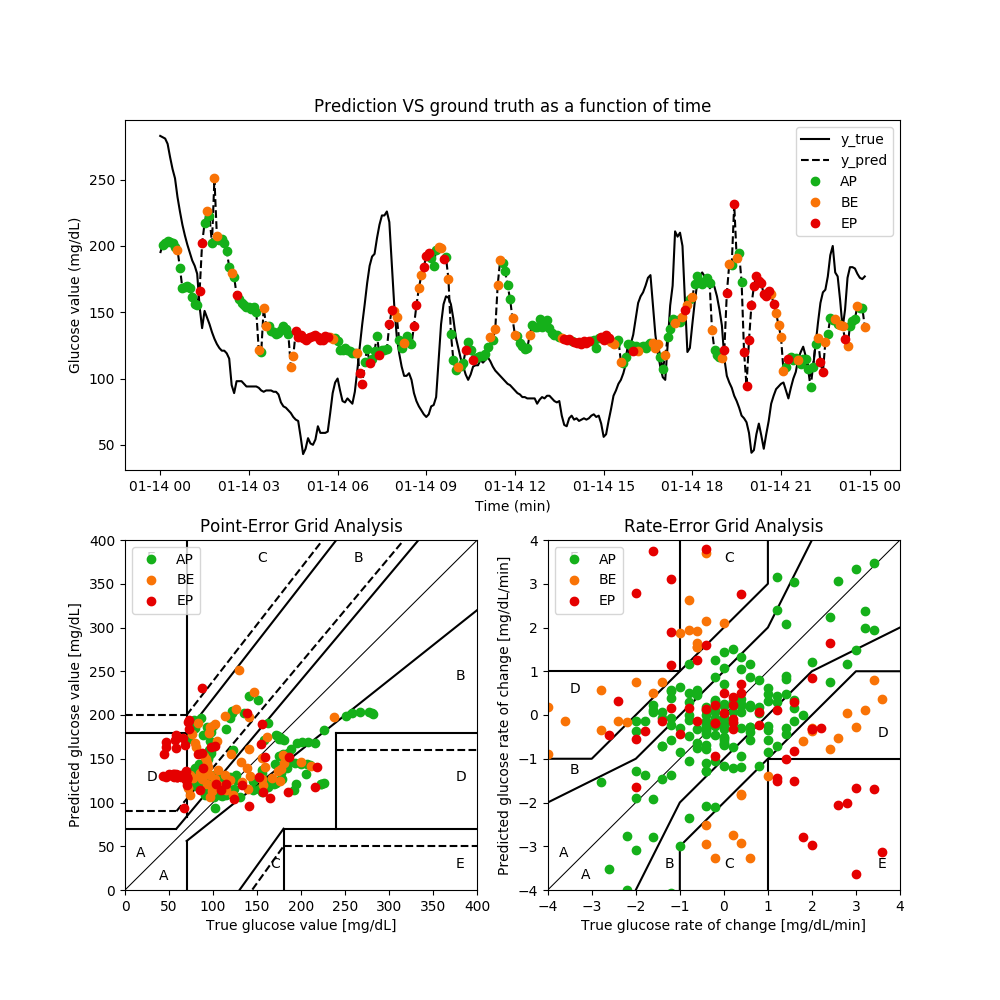 Prediction VS ground truth as a function of time
Glucose value (mg/dL)
250
200
150
100
50
y_true
y_pred
AP
BE
EP
01-14 00 01-14 03 01-14 06 01-14 09 01-14 12 01-14 15 01-14 18 01-14 21 01-15 00
Time (min)
Point-Error Grid Analysis
Predicted glucose value [mg/dL]
400
350
300
250
200
150
100
50
0
AP
BE
EP
C B
B
D D
A
A
C E
0 50 100 150 200 250 300 350 400
True glucose value [mg/dL]
Rate-Error Grid Analysis
Predicted glucose rate of change [mg/dL/min]
4
3
2
1
0
−1
−2
−3
−4
AP
BE
EP
C
D
D
B
A
A
B C E
−4 −3 −2 −1 0 1 2 3 4
True glucose rate of change [mg/dL/min]